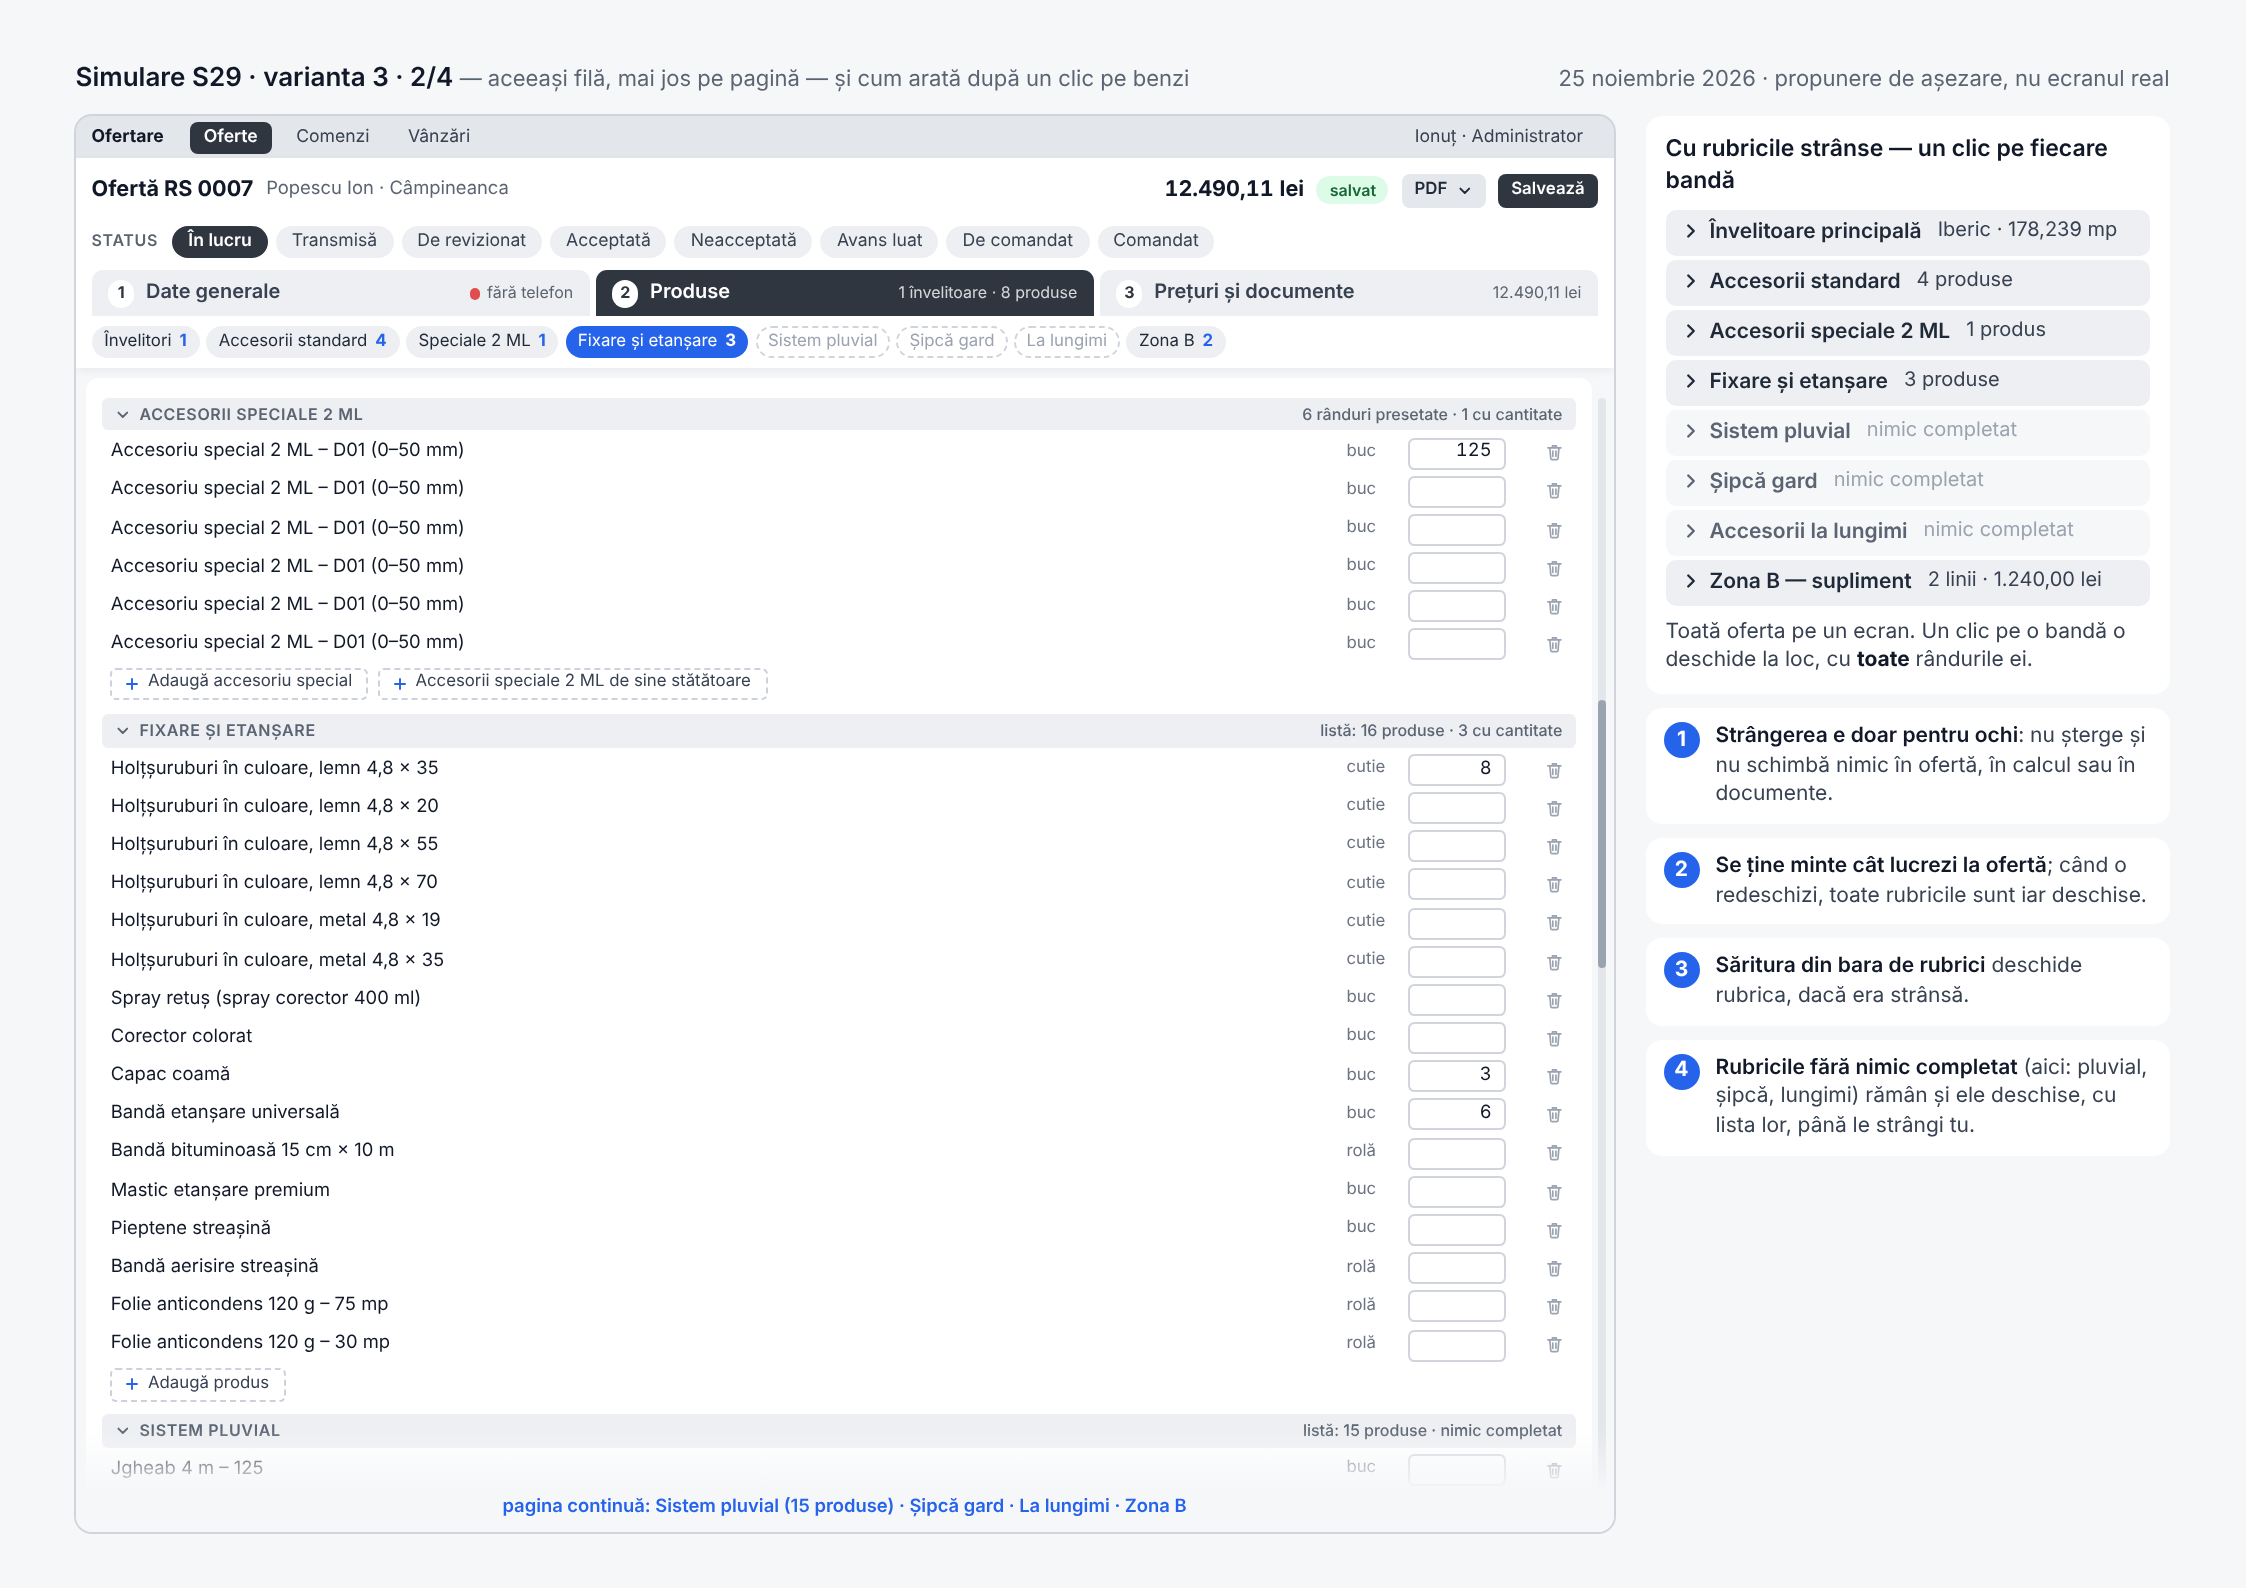 Simulare S29 · varianta 3 · 2/4 — aceeași filă, mai jos pe pagină — și cum arată după un clic pe benzi
25 noiembrie 2026 · propunere de așezare, nu ecranul real
Ofertare Oferte Comenzi Vânzări Ionuț · Administrator
Ofertă RS 0007 Popescu Ion · Câmpineanca 12.490,11 lei salvat PDF Salvează
STATUS În lucru Transmisă De revizionat Acceptată Neacceptată Avans luat De comandat Comandat
1 Date generale fără telefon 2 Produse 1 învelitoare · 8 produse 3 Prețuri și documente 12.490,11 lei
Învelitori 1 Accesorii standard 4 Speciale 2 ML 1 Fixare și etanșare 3 Sistem pluvial Șipcă gard La lungimi Zona B 2
ACCESORII SPECIALE 2 ML 6 rânduri presetate · 1 cu cantitate
Accesoriu special 2 ML – D01 (0–50 mm) buc 125
Accesoriu special 2 ML – D01 (0–50 mm) buc
Accesoriu special 2 ML – D01 (0–50 mm) buc
Accesoriu special 2 ML – D01 (0–50 mm) buc
Accesoriu special 2 ML – D01 (0–50 mm) buc
Accesoriu special 2 ML – D01 (0–50 mm) buc
+ Adaugă accesoriu special + Accesorii speciale 2 ML de sine stătătoare
FIXARE ȘI ETANȘARE listă: 16 produse · 3 cu cantitate
Holțșuruburi în culoare, lemn 4,8 × 35 cutie 8
Holțșuruburi în culoare, lemn 4,8 × 20 cutie
Holțșuruburi în culoare, lemn 4,8 × 55 cutie
Holțșuruburi în culoare, lemn 4,8 × 70 cutie
Holțșuruburi în culoare, metal 4,8 × 19 cutie
Holțșuruburi în culoare, metal 4,8 × 35 cutie
Spray retuș (spray corector 400 ml) buc
Corector colorat buc
Capac coamă buc 3
Bandă etanșare universală buc 6
Bandă bituminoasă 15 cm × 10 m rolă
Mastic etanșare premium buc
Pieptene streașină buc
Bandă aerisire streașină rolă
Folie anticondens 120 g – 75 mp rolă
Folie anticondens 120 g – 30 mp rolă
+ Adaugă produs
SISTEM PLUVIAL listă: 15 produse · nimic completat
Jgheab 4 m – 125 buc
pagina continuă: Sistem pluvial (15 produse) · Șipcă gard · La lungimi · Zona B
Cu rubricile strânse — un clic pe fiecare
bandă
Învelitoare principală Iberic · 178,239 mp
Accesorii standard 4 produse
Accesorii speciale 2 ML 1 produs
Fixare și etanșare 3 produse
Sistem pluvial nimic completat
Șipcă gard nimic completat
Accesorii la lungimi nimic completat
Zona B — supliment 2 linii · 1.240,00 lei
Toată oferta pe un ecran. Un clic pe o bandă o
deschide la loc, cu toate rândurile ei.
1 Strângerea e doar pentru ochi: nu șterge și
nu schimbă nimic în ofertă, în calcul sau în
documente.
2 Se ține minte cât lucrezi la ofertă; când o
redeschizi, toate rubricile sunt iar deschise.
3 Săritura din bara de rubrici deschide
rubrica, dacă era strânsă.
4 Rubricile fără nimic completat (aici: pluvial,
șipcă, lungimi) rămân și ele deschise, cu
lista lor, până le strângi tu.